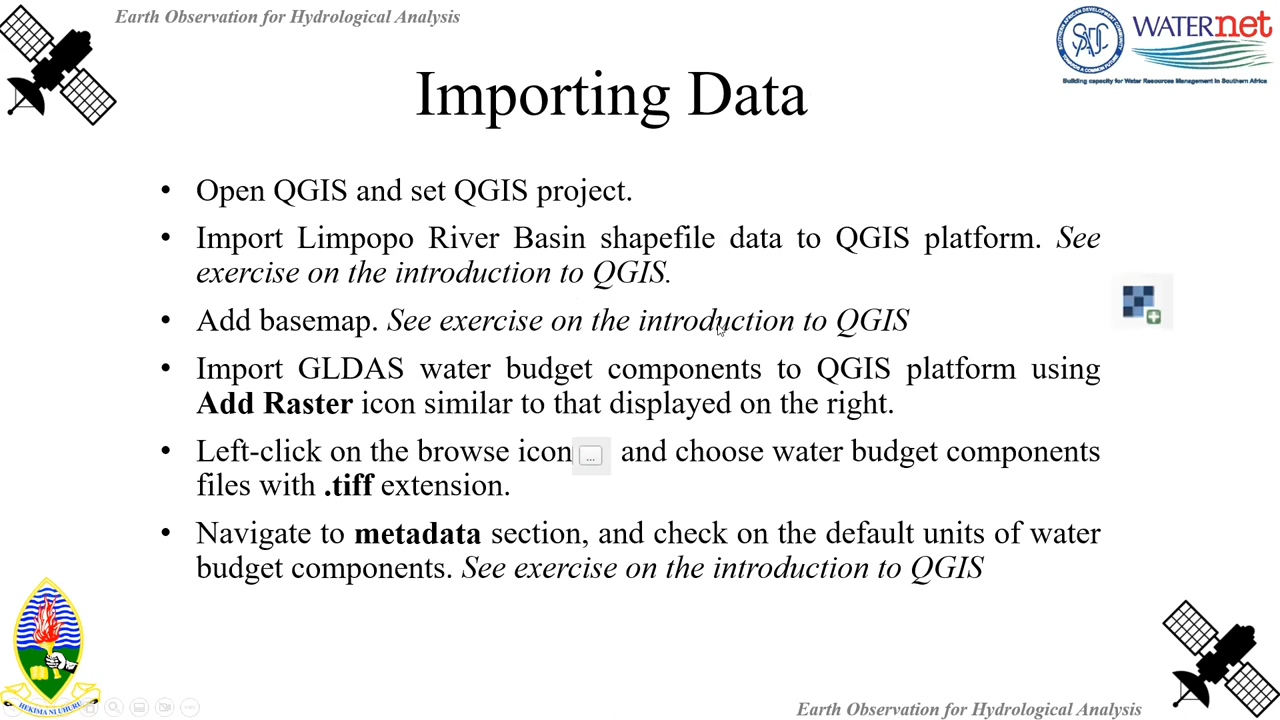 Earth Observation for Hydrological Analysis
WATERnet
Building capacity for Water Resources Management in Southern Africa
Importing Data
• Open QGIS and set QGIS project.
• Import Limpopo River Basin shapefile data to QGIS platform. See
exercise on the introduction to QGIS.
• Add basemap. See exercise on the introduction to QGIS
• Import GLDAS water budget components to QGIS platform using
Add Raster icon similar to that displayed on the right.
• Left-click on the browse icon ... and choose water budget components
files with .tiff extension.
• Navigate to metadata section, and check on the default units of water
budget components. See exercise on the introduction to QGIS
HEKIMA NI UHURU
Earth Observation for Hydrological Analysis